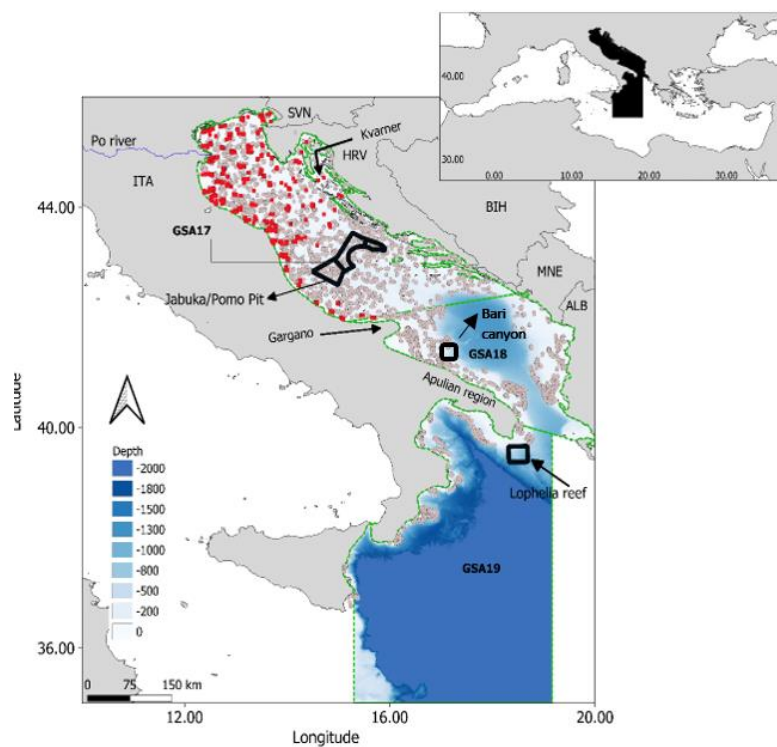 40.00
30.00
0.00
10.00
20.00
30.00
SVN
Kvarner
Po river
HRV
ITA
44.00
BIH
GSA17
MNE
Jabuka/Pomo Pit
ALB
Bari
canyon
Gargano
GSA18
Apulian region
Latitude
40.00
Depth
-2000
-1800
-1500
-1300
-1000
-800
-500
-200
0
Lophelia reef
GSA19
36.00
0 75 150 km
12.00
16.00
20.00
Longitude